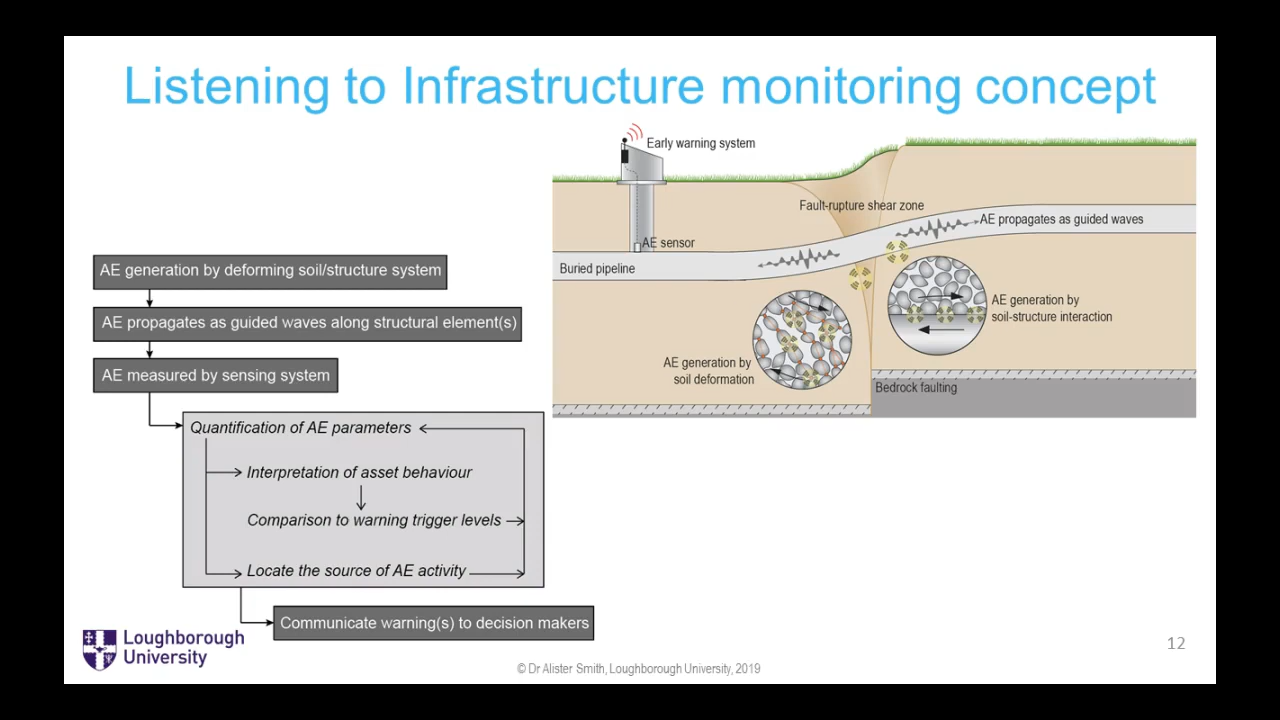 Listening to Infrastructure monitoring concept
Early warning system
Fault-rupture shear zone
AE propagates as guided waves
AE sensor
Buried pipeline
AE generation by
soil-structure interaction
AE generation by
soil deformation
Bedrock faulting
AE generation by deforming soil/structure system
AE propagates as guided waves along structural element(s)
AE measured by sensing system
Quantification of AE parameters
Interpretation of asset behaviour
Comparison to warning trigger levels
Locate the source of AE activity
Communicate warning(s) to decision makers
Loughborough
University
12
© Dr Alister Smith, Loughborough University, 2019